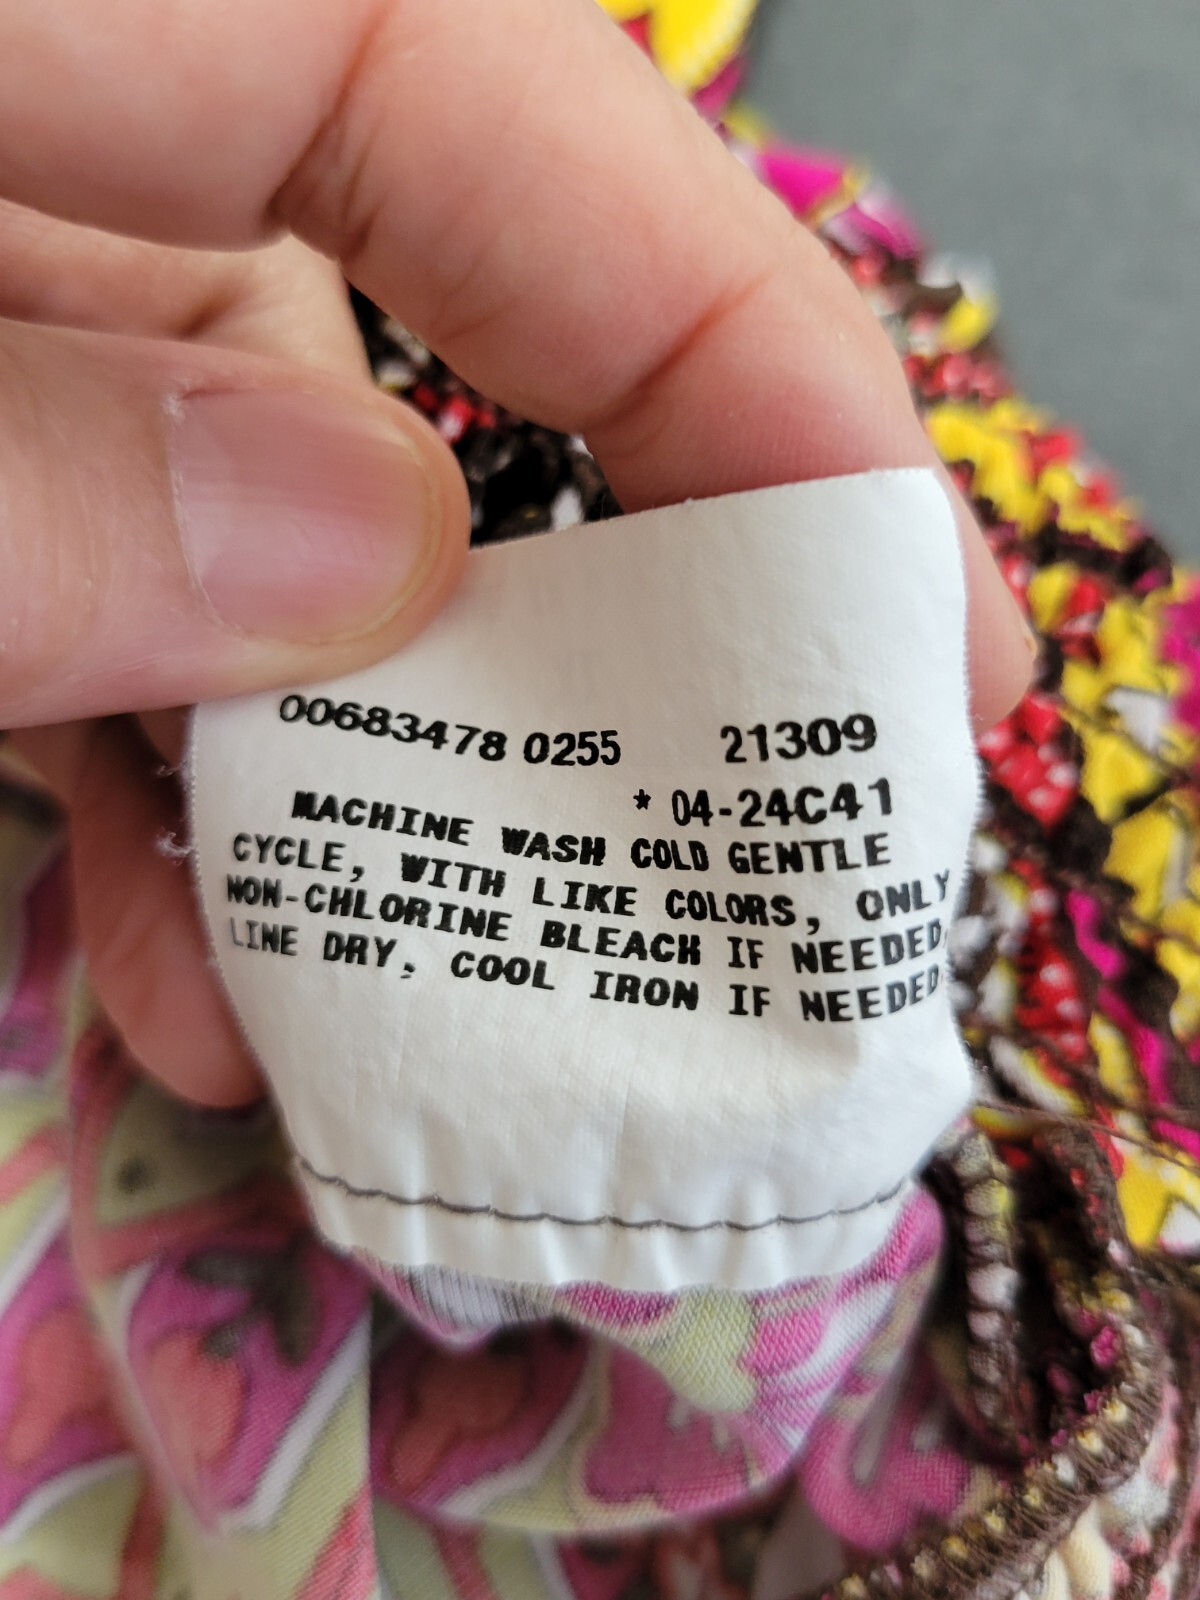 00683478 0255 21309
* 04-24C41
MACHINE WASH COLD GENTLE
CYCLE, WITH LIKE COLORS, ONLY
NON-CHLORINE BLEACH IF NEEDED,
LINE DRY, COOL IRON IF NEEDED.